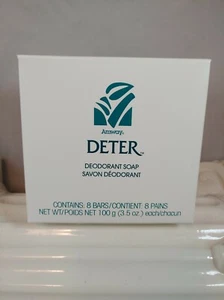 Amway.
DETER™
DEODORANT SOAP
SAVON DÉODORANT
CONTAINS: 8 BARS/CONTIENT 8 PAINS
NET WT/POIDS NET 100 g (3.5 oz.) each/chacun